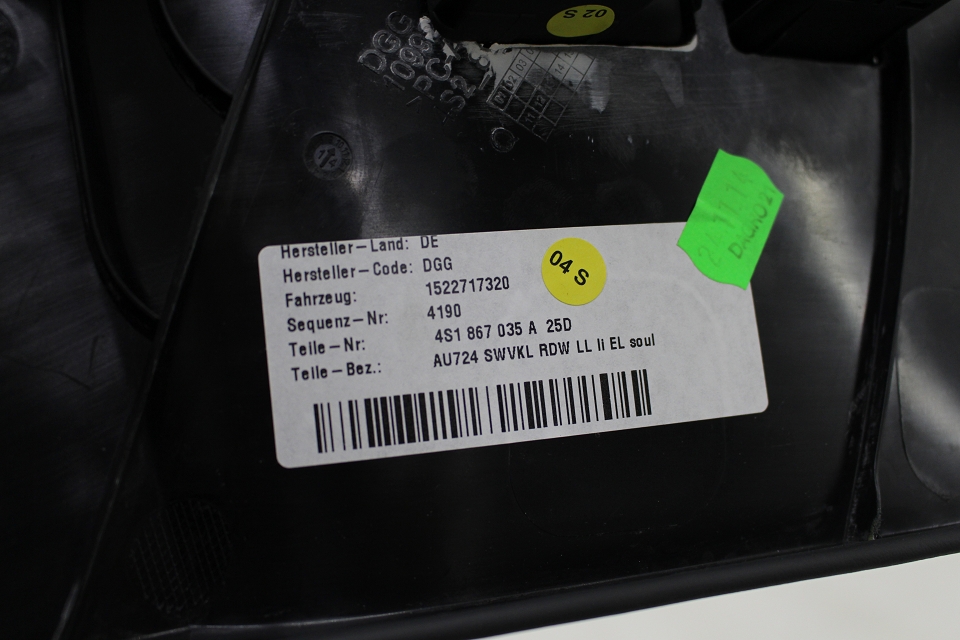 02 S
DGG
Hersteller-Land: DE
Hersteller-Code: DGG
Fahrzeug: 1522717320
Sequenz-Nr: 4190
Teile-Nr: 4S1 867 035 A 25D
Teile-Bez.: AU724 SWVKL RDW LL li EL soul
04 S